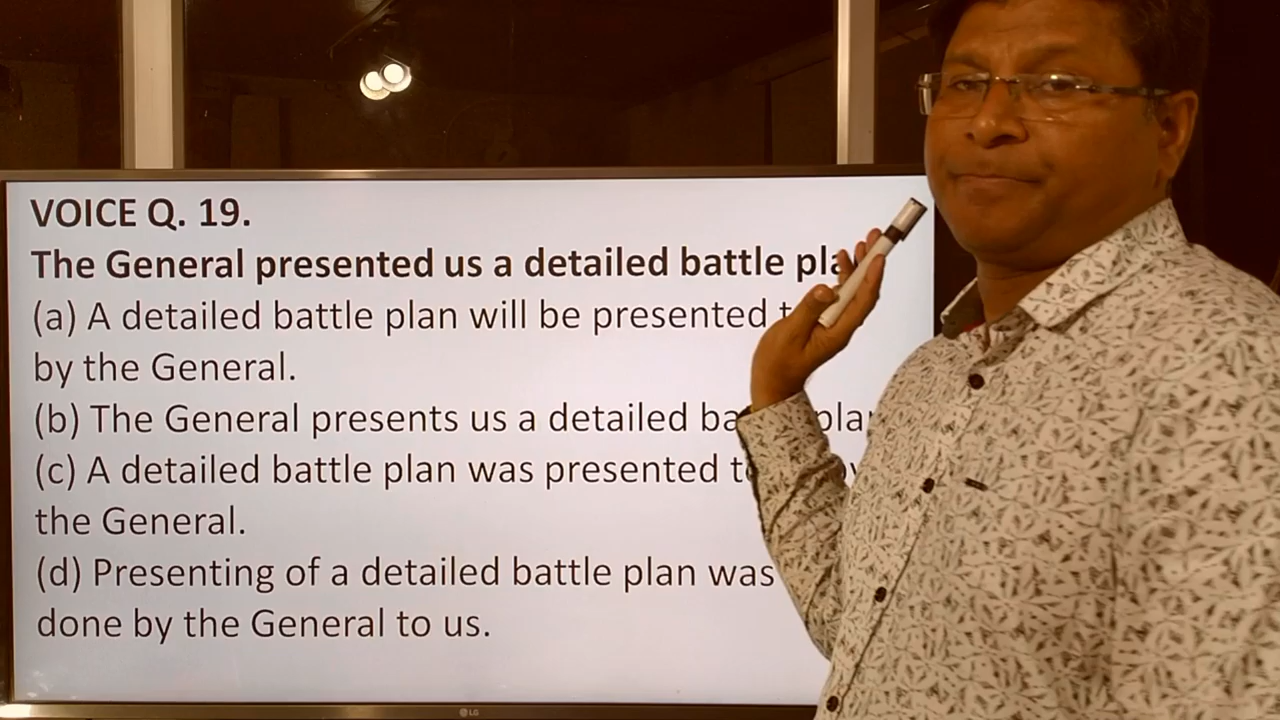 VOICE Q. 19.
The General presented us a detailed battle
(a) A detailed battle plan will be presented
by the General.
(b) The General presents us a detailed
(c) A detailed battle plan was presented
the General.
(d) Presenting of a detailed battle plan was
done by the General to us.
LG